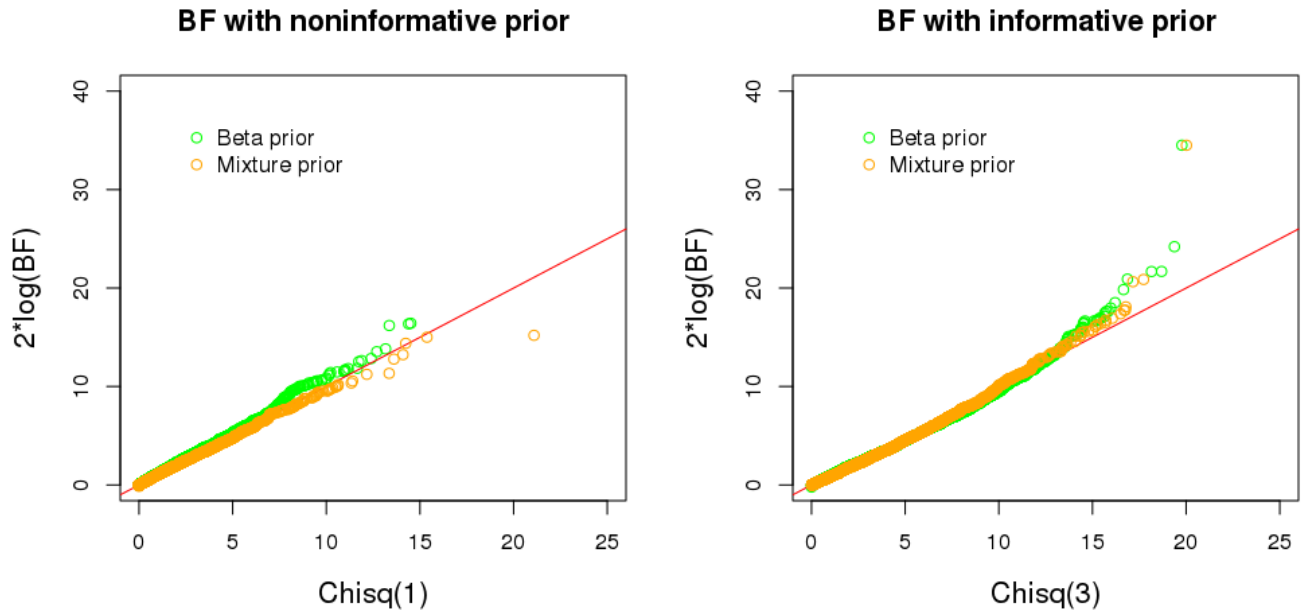 BF with noninformative prior
40
30
20
10
0
2*log(BF)
Beta prior
Mixture prior
0 5 10 15 20 25
Chisq(1)
BF with informative prior
40
30
20
10
0
2*log(BF)
Beta prior
Mixture prior
0 5 10 15 20 25
Chisq(3)